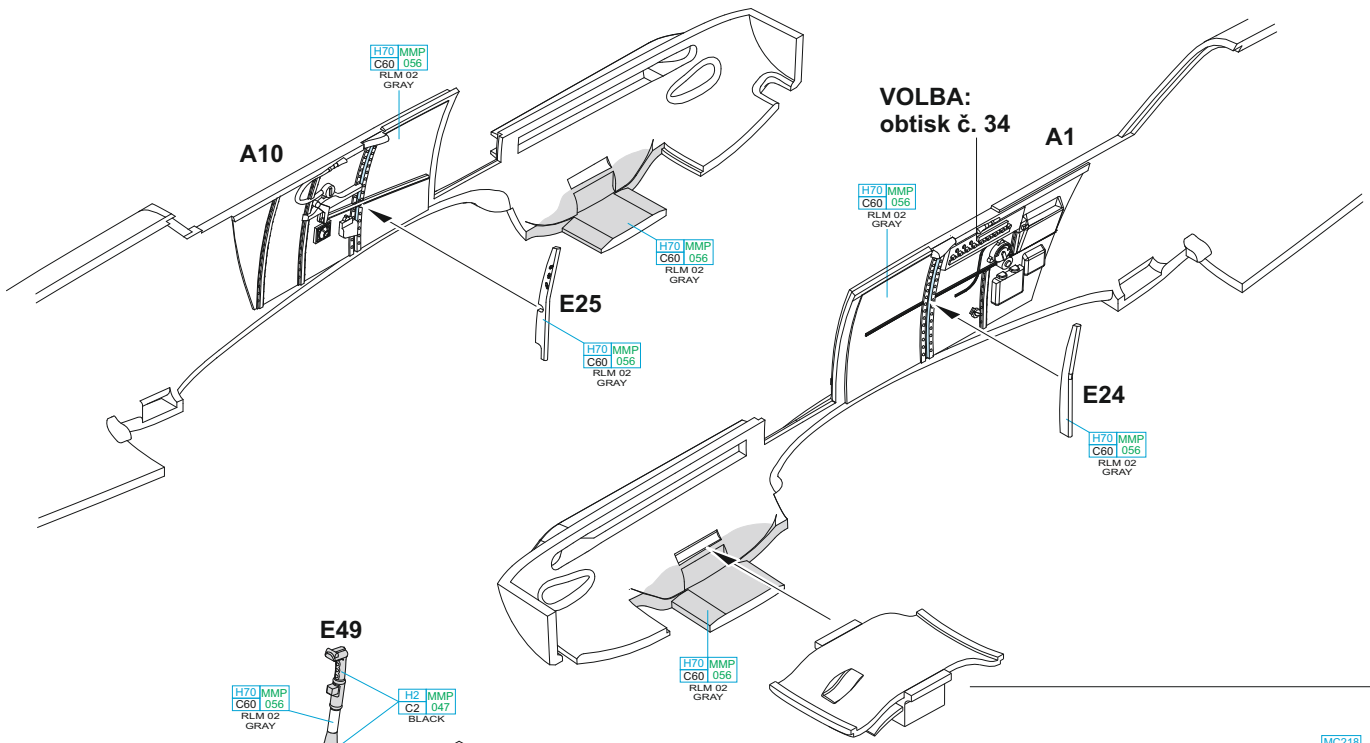 H70 MMP
C60 056
RLM 02
GRAY
A10
VOLBA:
obtisk č. 34
A1
H70 MMP
C60 056
RLM 02
GRAY
H70 MMP
C60 056
RLM 02
GRAY
E25
H70 MMP
C60 056
RLM 02
GRAY
E24
H70 MMP
C60 056
RLM 02
GRAY
E49
H70 MMP
C60 056
RLM 02
GRAY
H2 MMP
C2 047
BLACK
H70 MMP
C60 056
RLM 02
GRAY
MC218